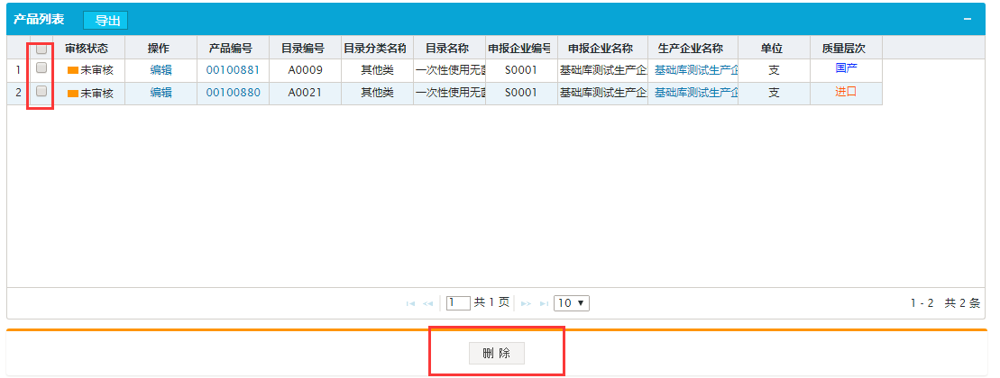 产品列表 导出
审核状态 操作 产品编号 目录编号 目录分类名称 目录名称 申报企业编号 申报企业名称 生产企业名称 单位 质量层次
1 未审核 编辑 00100881 A0009 其他类 一次性使用无菌 S0001 基础库测试生产企 基础库测试生产企 支 国产
2 未审核 编辑 00100880 A0021 其他类 一次性使用无菌 S0001 基础库测试生产企业 基础库测试生产企 支 进口
1 共 1 页 10 1 - 2 共 2 条
删 除